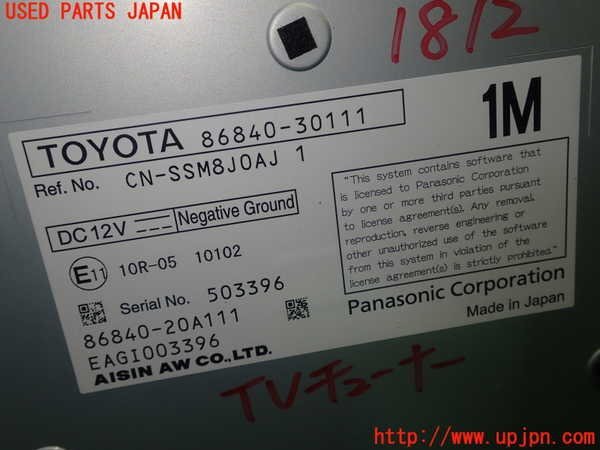 USED PARTS JAPAN
1812
TOYOTA 86840-30111
1M
Ref. No. CN-SSM8J0AJ 1
DC12V Negative Ground
"This system contains software that
is licensed to Panasonic Corporation
by one or more third parties pursuant
to license agreement(s). Any removal,
reproduction, reverse engineering or
other unauthorized use of the software
from this system in violation of the
license agreement(s) is strictly prohibited."
E11 10R-05 10102
Serial No. 503396
Panasonic Corporation
Made in Japan
86840-20A111
EAGI003396
AISIN AW CO., LTD.
TVチューナー
http://www.upjpn.com